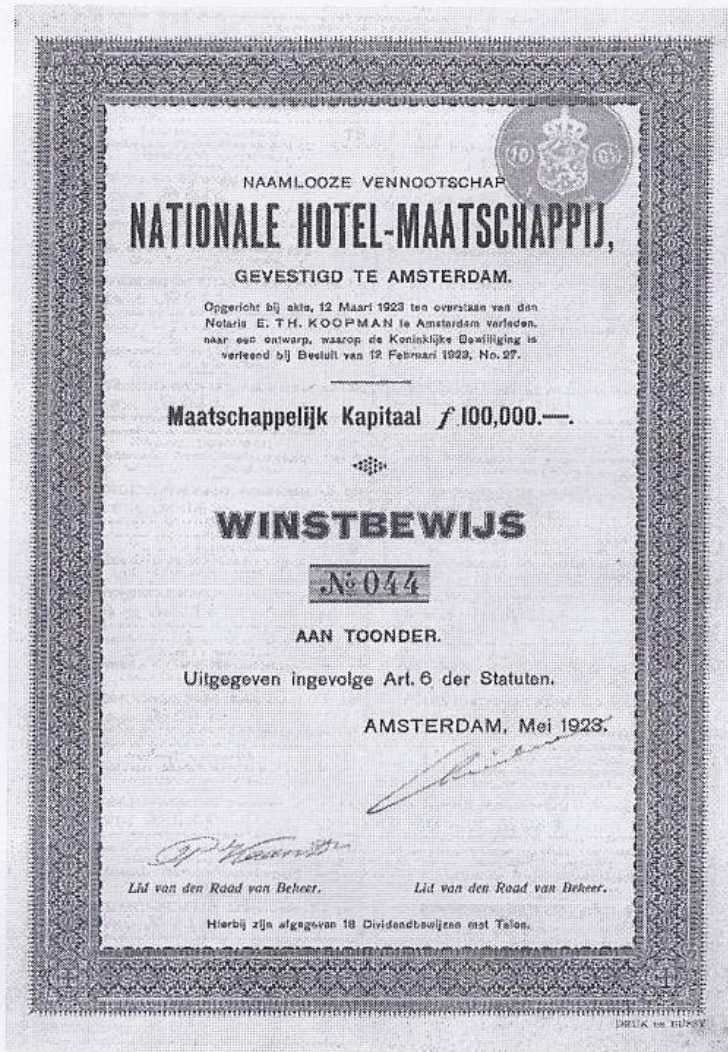 NAAMLOOZE VENNOOTSCHAP
NATIONALE HOTEL-MAATSCHAPPIJ,
GEVESTIGD TE AMSTERDAM.
Opgericht bij akte, 12 Maart 1923 ten overstaan van den
Notaris E. TH. KOOPMAN te Amsterdam verleden,
naar een ontwerp, waarop de Koninklijke Bewilliging is
verleend bij Besluit van 12 Februari 1923, No. 27.
Maatschappelijk Kapitaal ƒ 100,000.—.
WINSTBEWIJS
№ 044
AAN TOONDER.
Uitgegeven ingevolge Art. 6 der Statuten.
AMSTERDAM, Mei 1923.
Lid van den Raad van Beheer. Lid van den Raad van Beheer.
Hierbij zijn afgegeven 18 Dividendbewijzen met Talon.
DRUK DE BUSSY